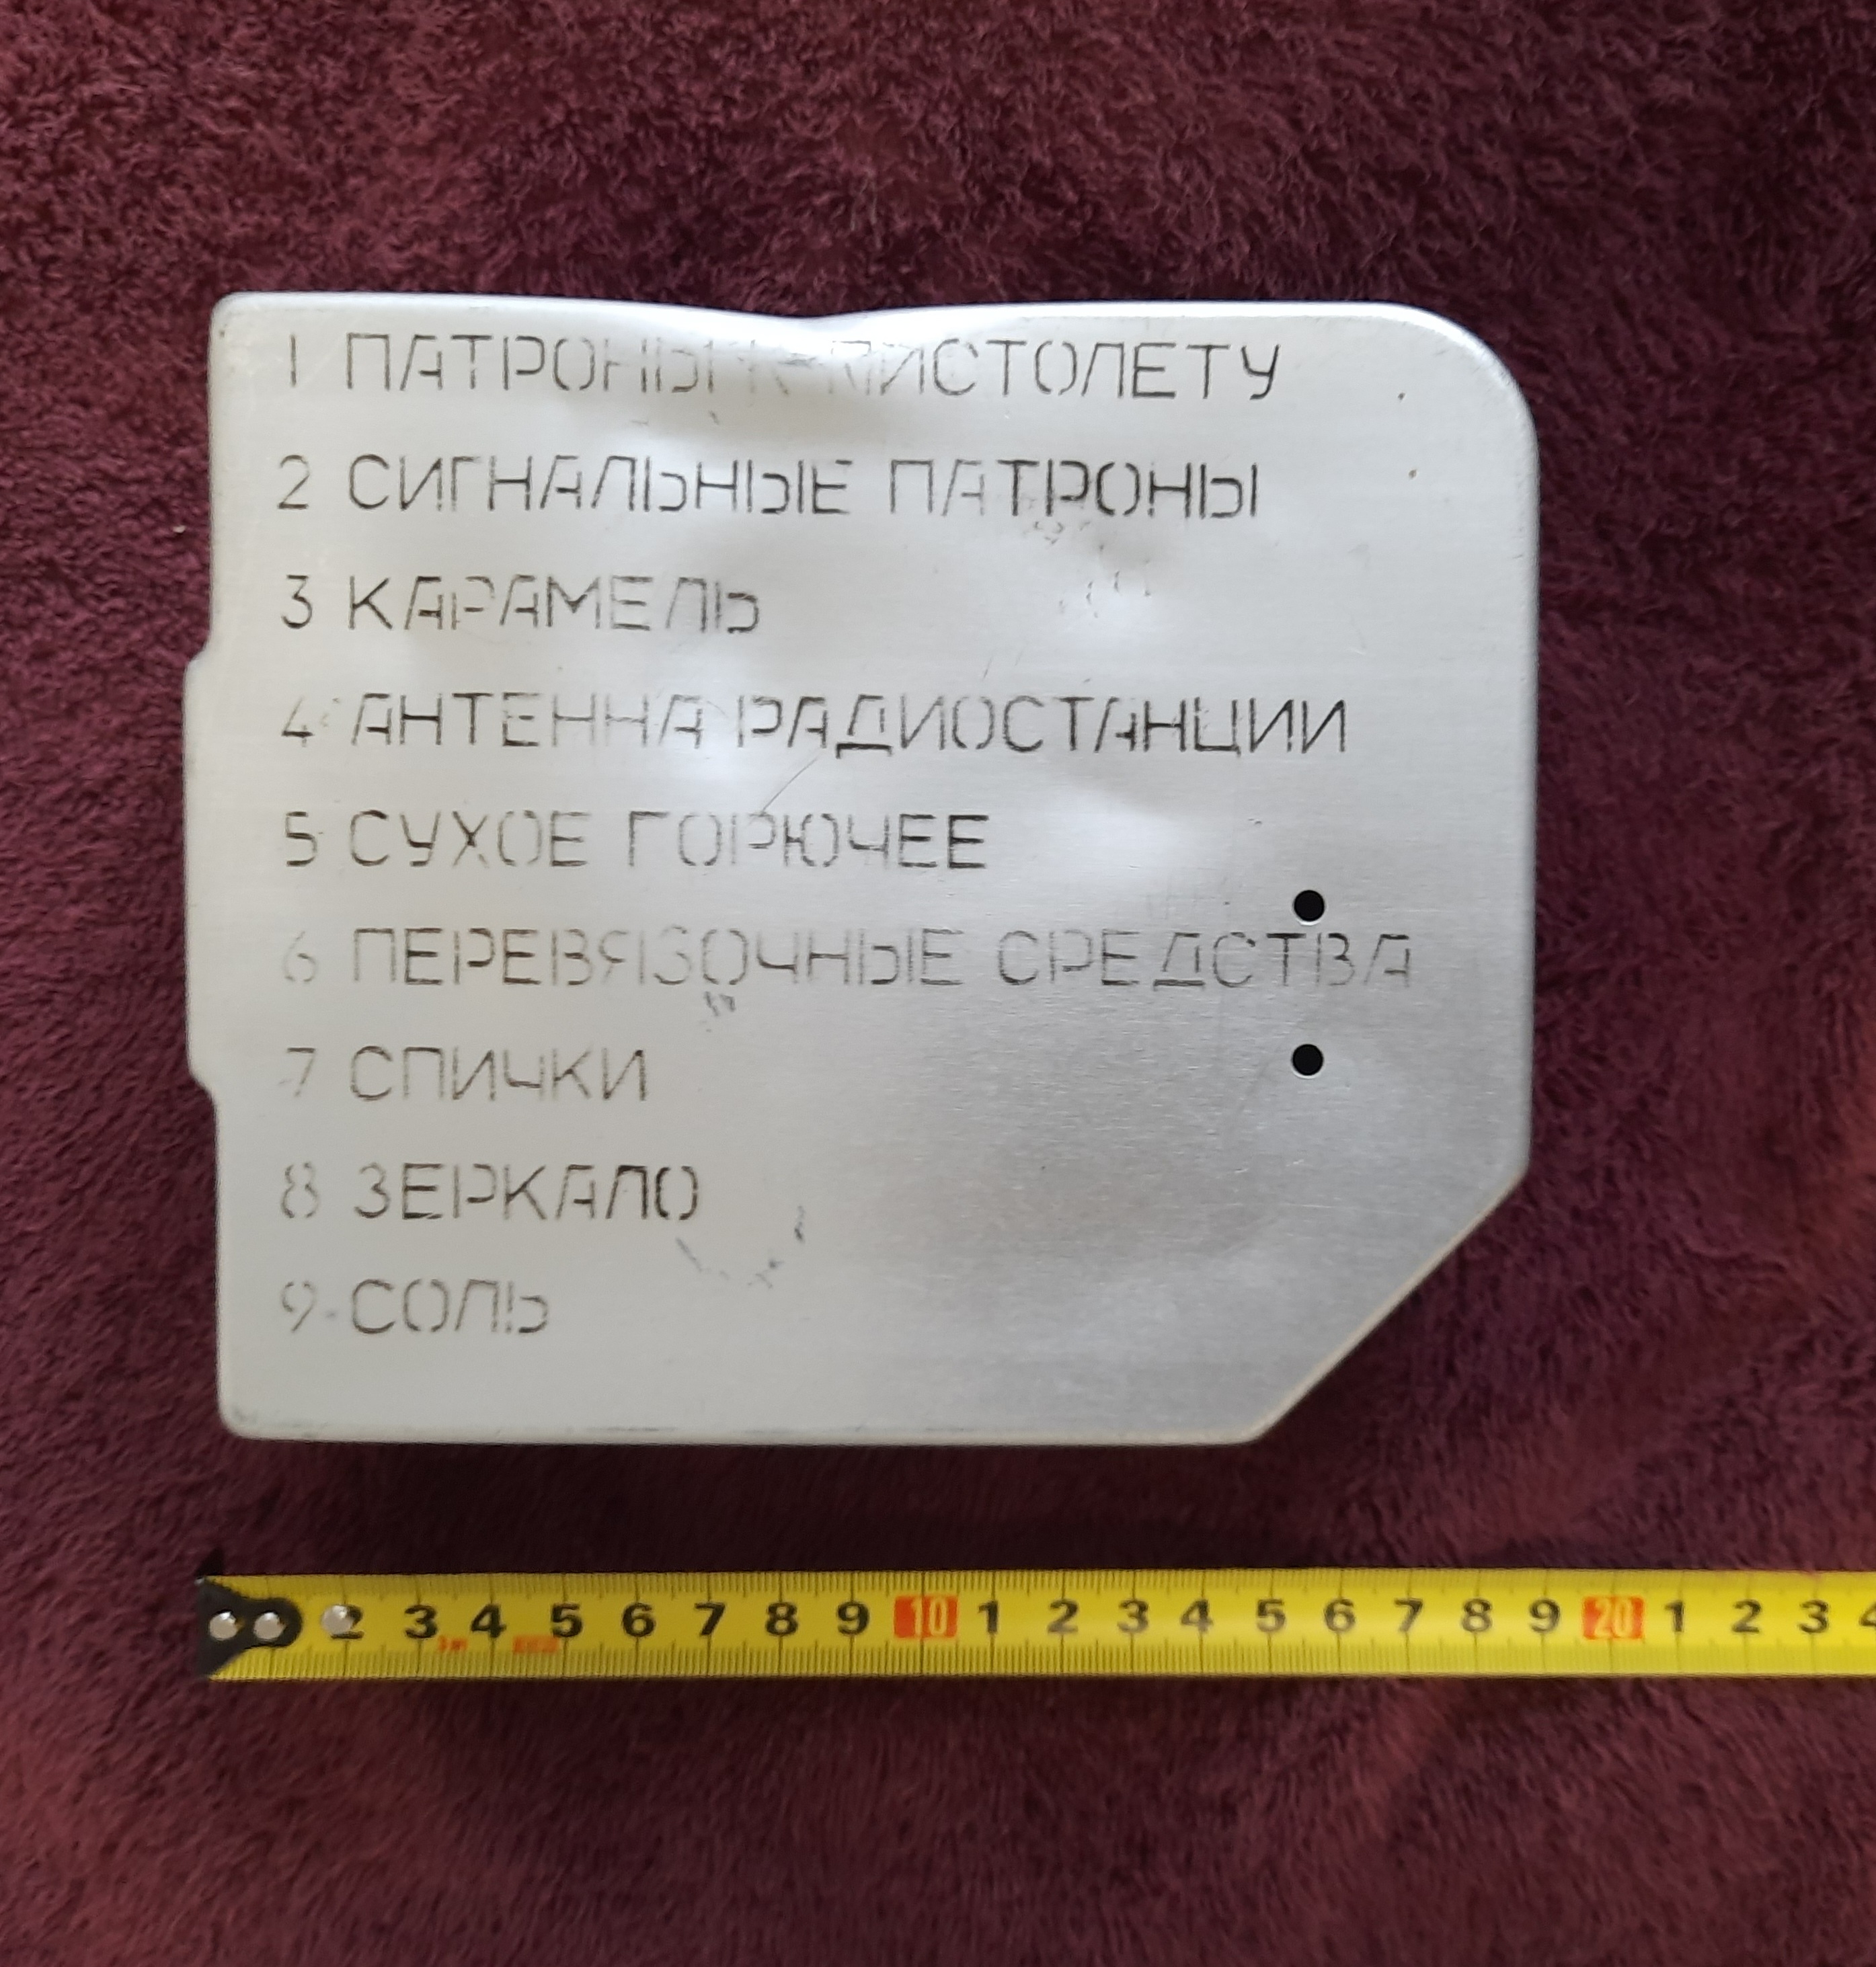 1 ПАТРОНЫ К ПИСТОЛЕТУ
2 СИГНАЛЬНЫЕ ПАТРОНЫ
3 КАРАМЕЛЬ
4 АНТЕННА РАДИОСТАНЦИИ
5 СУХОЕ ГОРЮЧЕЕ
6 ПЕРЕВЯЗОЧНЫЕ СРЕДСТВА
7 СПИЧКИ
8 ЗЕРКАЛО
9 СОЛЬ
2 3 4 5 6 7 8 9 10 1 2 3 4 5 6 7 8 9 20 1 2 3 4